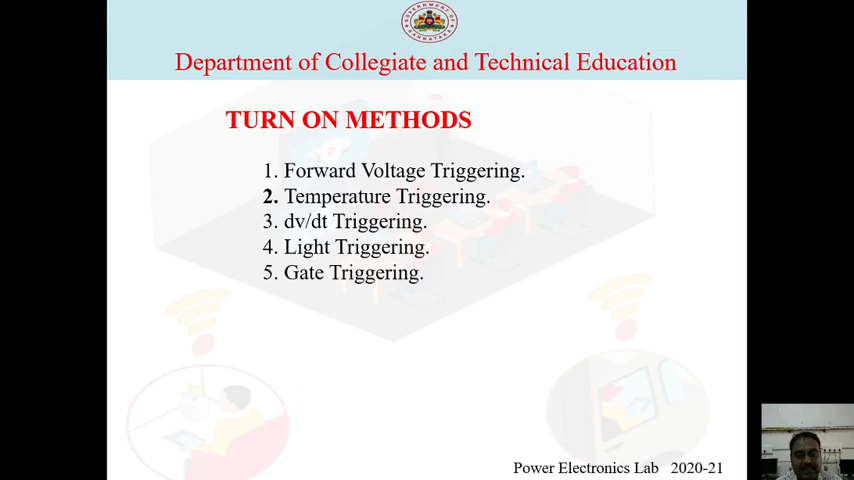 Department of Collegiate and Technical Education
TURN ON METHODS
1. Forward Voltage Triggering.
2. Temperature Triggering.
3. dv/dt Triggering.
4. Light Triggering.
5. Gate Triggering.
Power Electronics Lab 2020-21